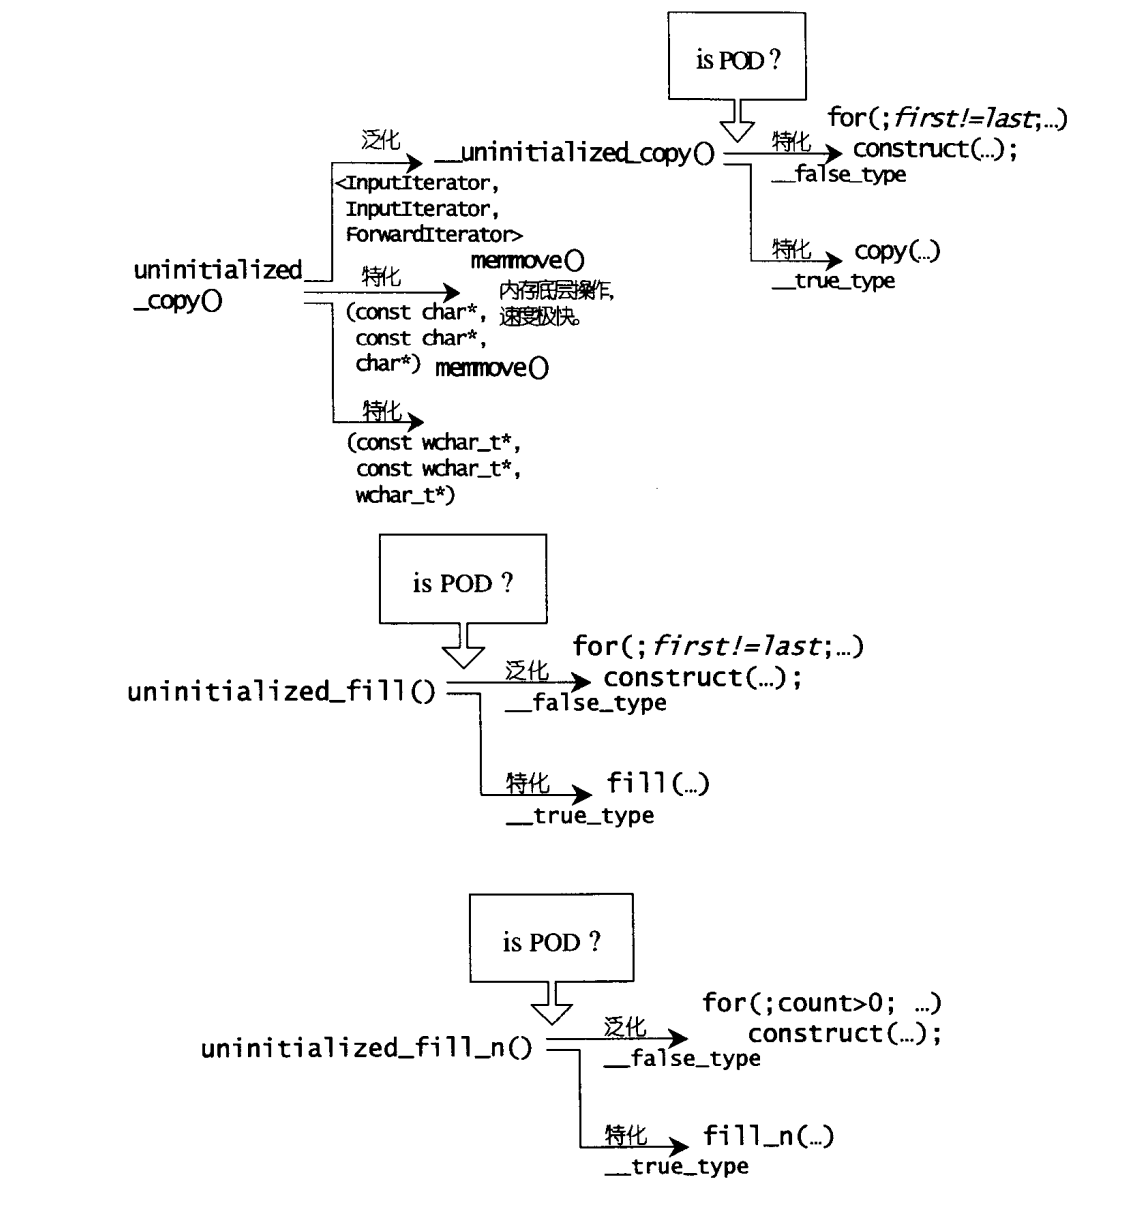 is POD ?
for(;first!=last;…)
泛化
__uninitialized_copy()
特化
construct(…);
__false_type
<InputIterator,
InputIterator,
ForwardIterator>
特化
copy(…)
__true_type
memmove()
uninitialized
_copy()
特化
内存底层操作,
速度极快。
(const char*,
const char*,
char*)
memmove()
特化
(const wchar_t*,
const wchar_t*,
wchar_t*)
is POD ?
for(;first!=last;…)
uninitialized_fill()
泛化
construct(…);
__false_type
特化
fill(…)
__true_type
is POD ?
for(;count>0; …)
uninitialized_fill_n()
泛化
construct(…);
__false_type
特化
fill_n(…)
__true_type